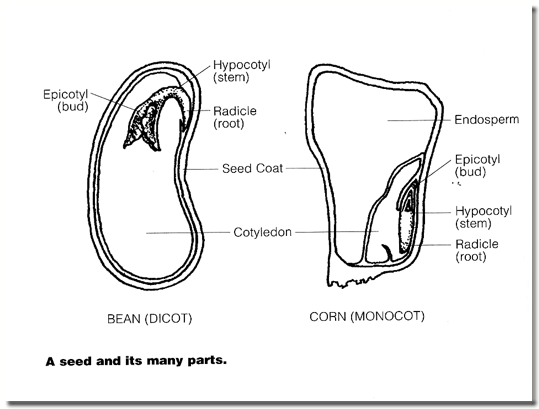 Hypocotyl
(stem)
Epicotyl
(bud)
Radicle
(root)
Seed Coat
Cotyledon
Endosperm
Epicotyl
(bud)
Hypocotyl
(stem)
Radicle
(root)
BEAN (DICOT)
CORN (MONOCOT)
A seed and its many parts.